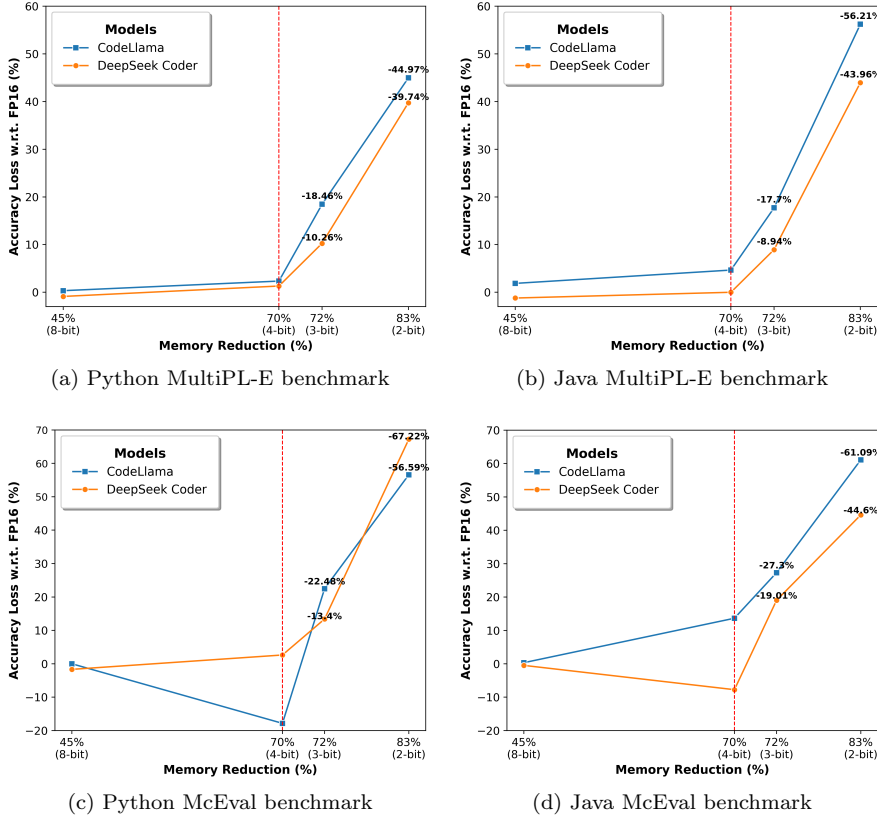 60
50
40
30
20
10
0
Accuracy Loss w.r.t. FP16 (%)
Models
CodeLlama
DeepSeek Coder
-44.97%
-39.74%
-18.46%
-10.26%
45%
(8-bit)
70%
(4-bit)
72%
(3-bit)
83%
(2-bit)
Memory Reduction (%)
(a) Python MultiPL-E benchmark
60
50
40
30
20
10
0
Accuracy Loss w.r.t. FP16 (%)
Models
CodeLlama
DeepSeek Coder
-56.21%
-43.96%
-17.7%
-8.94%
45%
(8-bit)
70%
(4-bit)
72%
(3-bit)
83%
(2-bit)
Memory Reduction (%)
(b) Java MultiPL-E benchmark
70
60
50
40
30
20
10
0
−10
−20
Accuracy Loss w.r.t. FP16 (%)
Models
CodeLlama
DeepSeek Coder
-67.22%
-56.59%
-22.48%
-13.4%
45%
(8-bit)
70%
(4-bit)
72%
(3-bit)
83%
(2-bit)
Memory Reduction (%)
(c) Python McEval benchmark
70
60
50
40
30
20
10
0
−10
−20
Accuracy Loss w.r.t. FP16 (%)
Models
CodeLlama
DeepSeek Coder
-61.09%
-44.6%
-27.3%
-19.01%
45%
(8-bit)
70%
(4-bit)
72%
(3-bit)
83%
(2-bit)
Memory Reduction (%)
(d) Java McEval benchmark